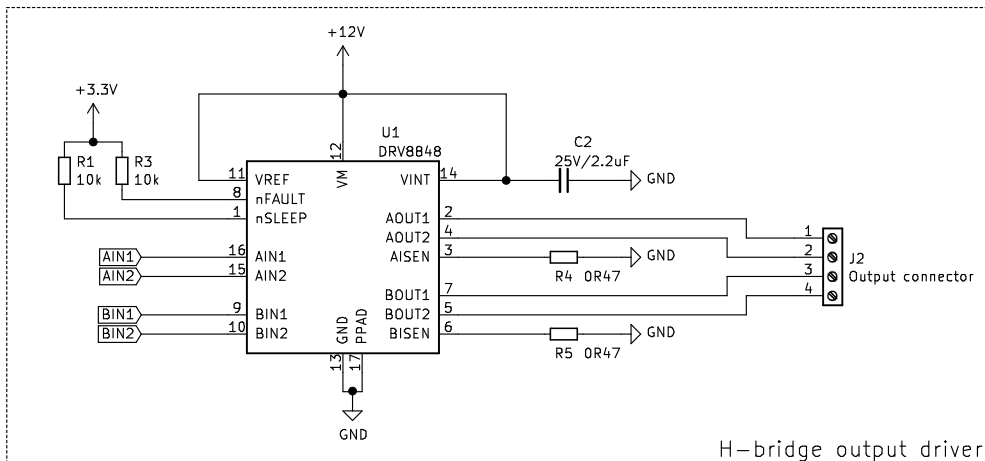 +12V
+3.3V
U1
DRV8848
C2
25V/2.2uF
GND
R1
10k
R3
10k
11
8
1
16
15
9
10
12
13
17
14
2
4
3
7
5
6
VREF
nFAULT
nSLEEP
AIN1
AIN2
BIN1
BIN2
VM
GND
PPAD
VINT
AOUT1
AOUT2
AISEN
BOUT1
BOUT2
BISEN
AIN1
AIN2
BIN1
BIN2
R4 0R47
GND
R5 0R47
GND
GND
1
2
3
4
J2
Output connector
H-bridge output driver